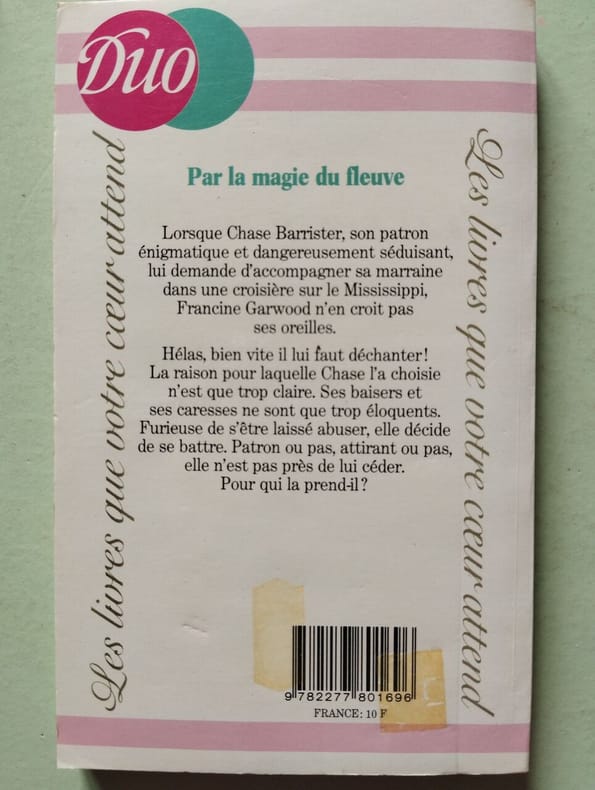 Duo
Les livres que votre cœur attend
Les livres que votre cœur attend
Par la magie du fleuve
Lorsque Chase Barrister, son patron
énigmatique et dangereusement séduisant,
lui demande d'accompagner sa marraine
dans une croisière sur le Mississippi,
Francine Garwood n'en croit pas
ses oreilles.
Hélas, bien vite il lui faut déchanter!
La raison pour laquelle Chase l'a choisie
n'est que trop claire. Ses baisers et
ses caresses ne sont que trop éloquents.
Furieuse de s'être laissé abuser, elle décide
de se battre. Patron ou pas, attirant ou pas,
elle n'est pas près de lui céder.
Pour qui la prend-il?
9 782277 801696
FRANCE: 10 F